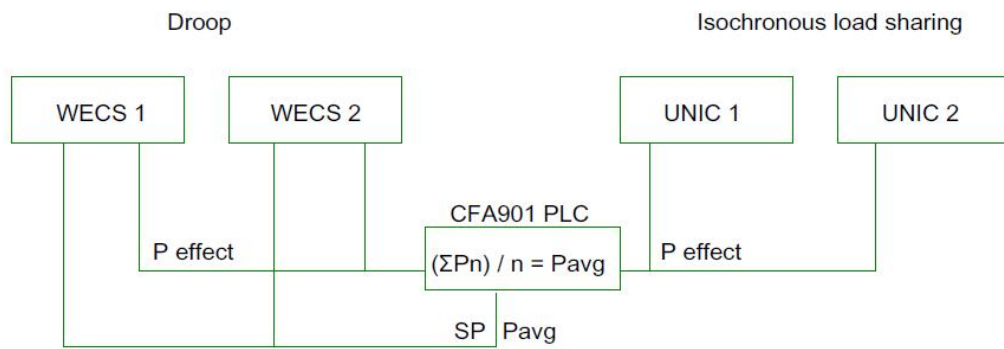 Droop
Isochronous load sharing
WECS 1
WECS 2
UNIC 1
UNIC 2
CFA901 PLC
P effect
(ΣPn) / n = Pavg
P effect
SP Pavg